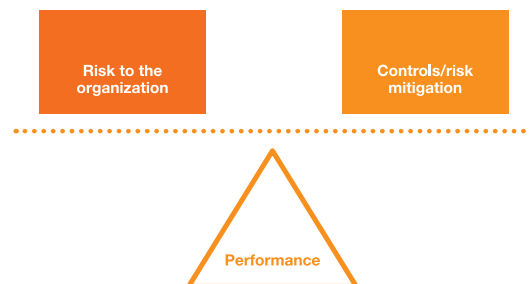 Risk to the
organization
Controls/risk
mitigation
Performance